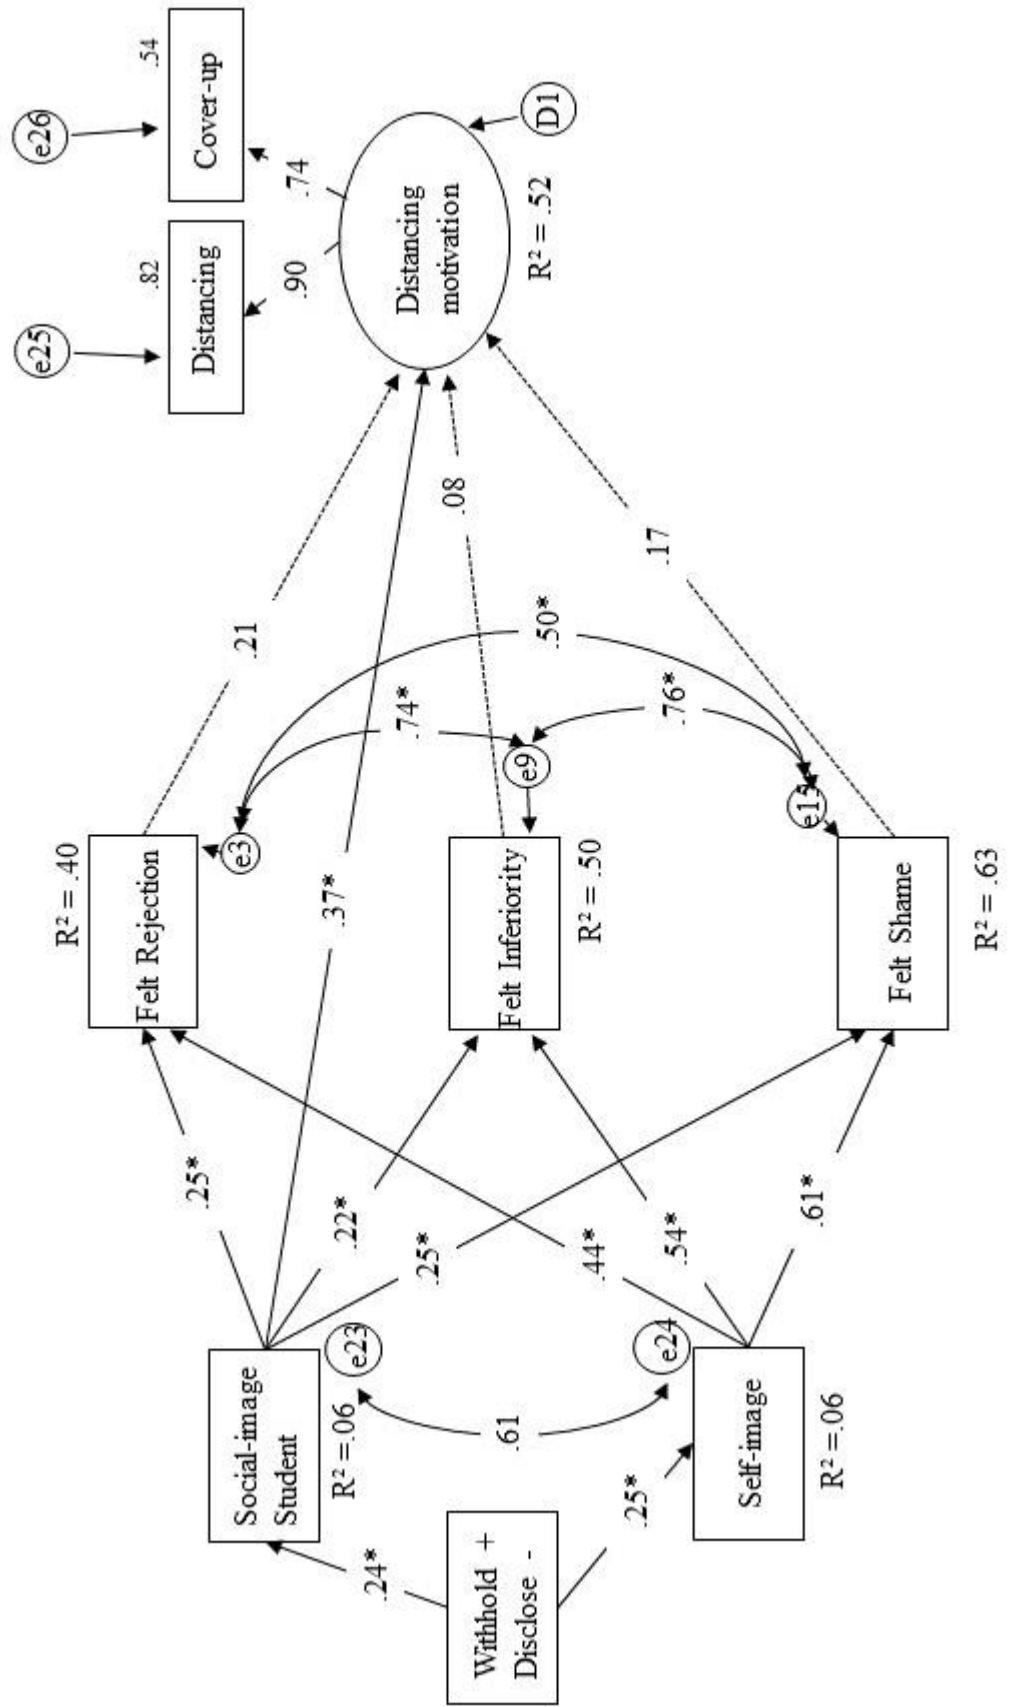 Withhold +
Disclose -
.24*
.25*
Social-image
Student
R² =.06
e23
.61
e24
Self-image
R² =.06
.25*
.22*
.25*
.37*
.44*
.54*
.61*
R² = .40
Felt Rejection
e3
Felt Inferiority
R² = .50
e9
Felt Shame
R² = .63
e15
.74*
.50*
.76*
.21
.08
.17
Distancing
motivation
R² = .52
D1
.90
.74
Distancing
.82
e25
Cover-up
.54
e26